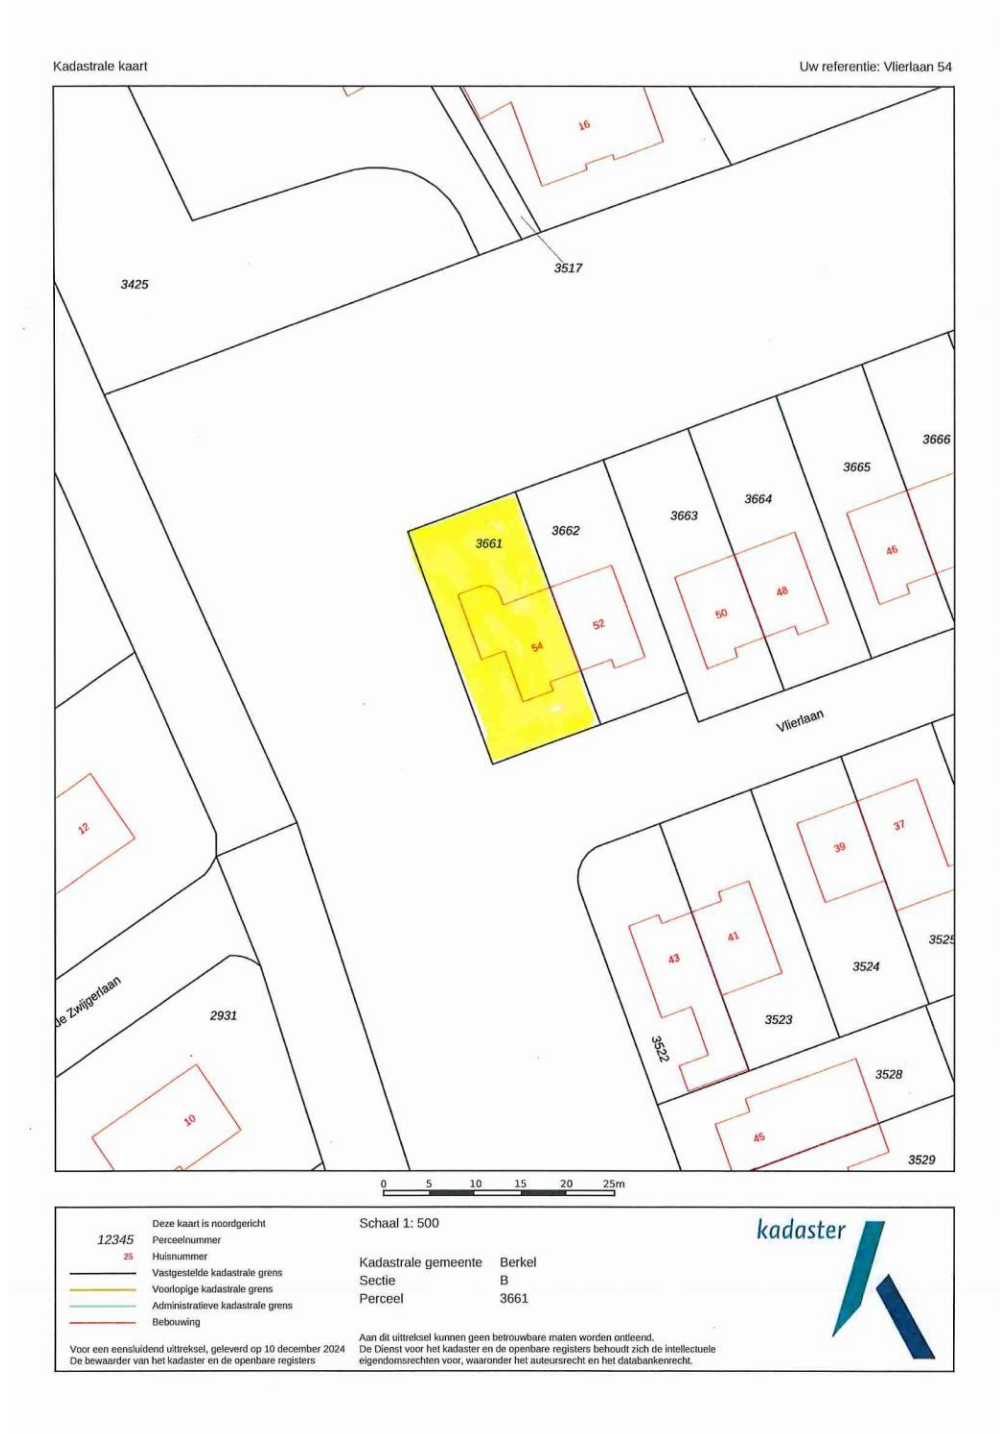 Kadastrale kaart
Uw referentie: Vlierlaan 54
16
3517
3425
3666
3665
3664
3663
3662
3661
46
48
50
52
54
Vlierlaan
12
37
39
41
43
3525
3524
3523
3522
de Zwijgerlaan
2931
10
3528
45
3529
0 5 10 15 20 25m
Deze kaart is noordgericht
12345 Perceelnummer
25 Huisnummer
Vastgestelde kadastrale grens
Voorlopige kadastrale grens
Administratieve kadastrale grens
Bebouwing
Voor een eensluidend uittreksel, geleverd op 10 december 2024
De bewaarder van het kadaster en de openbare registers
Schaal 1: 500
Kadastrale gemeente Berkel
Sectie B
Perceel 3661
Aan dit uittreksel kunnen geen betrouwbare maten worden ontleend.
De Dienst voor het kadaster en de openbare registers behoudt zich de intellectuele
eigendomsrechten voor, waaronder het auteursrecht en het databankenrecht.
kadaster